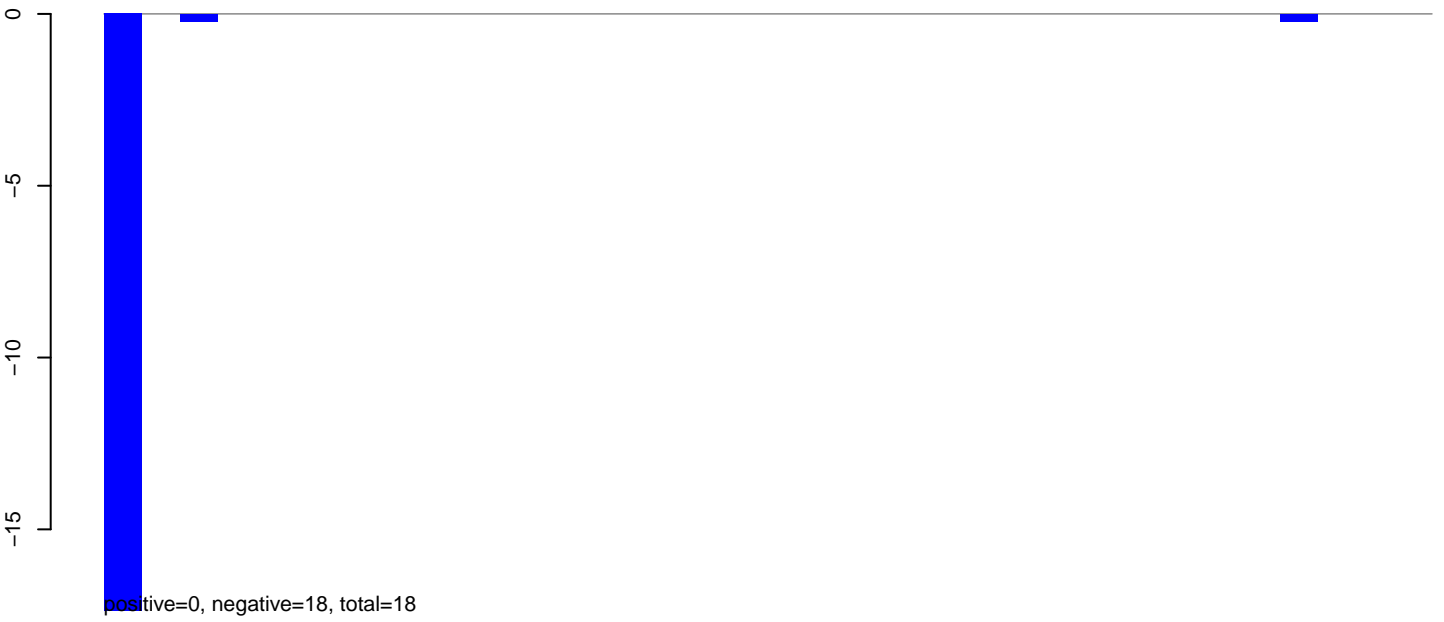 0
−5
−10
−15
positive=0, negative=18, total=18